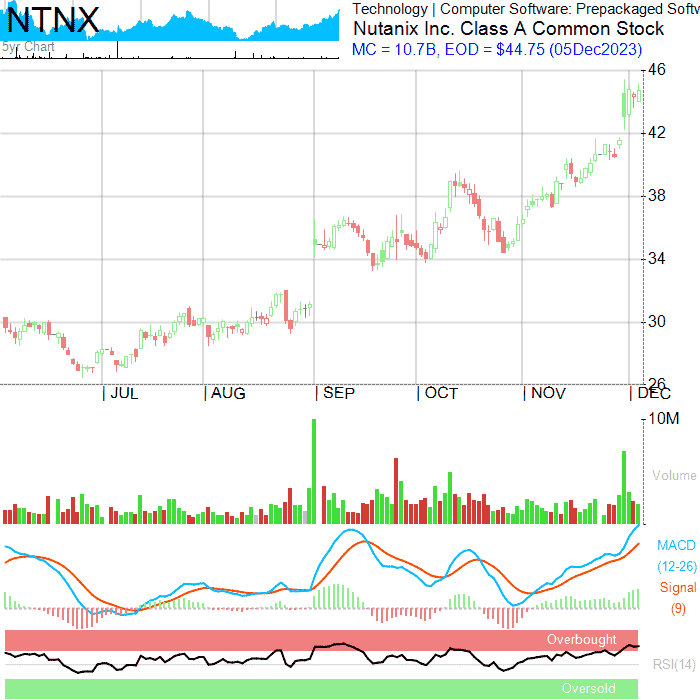 NTNX
5yr Chart
Technology | Computer Software: Prepackaged Softw
Nutanix Inc. Class A Common Stock
MC = 10.7B, EOD = $44.75 (05Dec2023)
46
42
38
34
30
26
JUL AUG SEP OCT NOV DEC
10M
Volume
MACD
(12-26)
Signal
(9)
Overbought
RSI(14)
Oversold